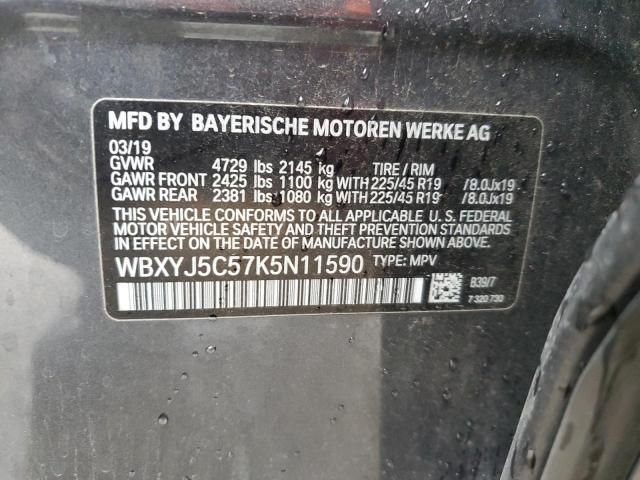 MFD BY BAYERISCHE MOTOREN WERKE AG
03/19
GVWR 4729 lbs 2145 kg TIRE / RIM
GAWR FRONT 2425 lbs 1100 kg WITH 225/45 R19 / 8.0Jx19
GAWR REAR 2381 lbs 1080 kg WITH 225/45 R19 / 8.0Jx19
THIS VEHICLE CONFORMS TO ALL APPLICABLE U. S. FEDERAL
MOTOR VEHICLE SAFETY AND THEFT PREVENTION
STANDARDS IN EFFECT ON THE DATE OF MANUFACTURE SHOWN ABOVE.
WBXYJ5C57K5N11590 TYPE: MPV
B39/7
7 320 730